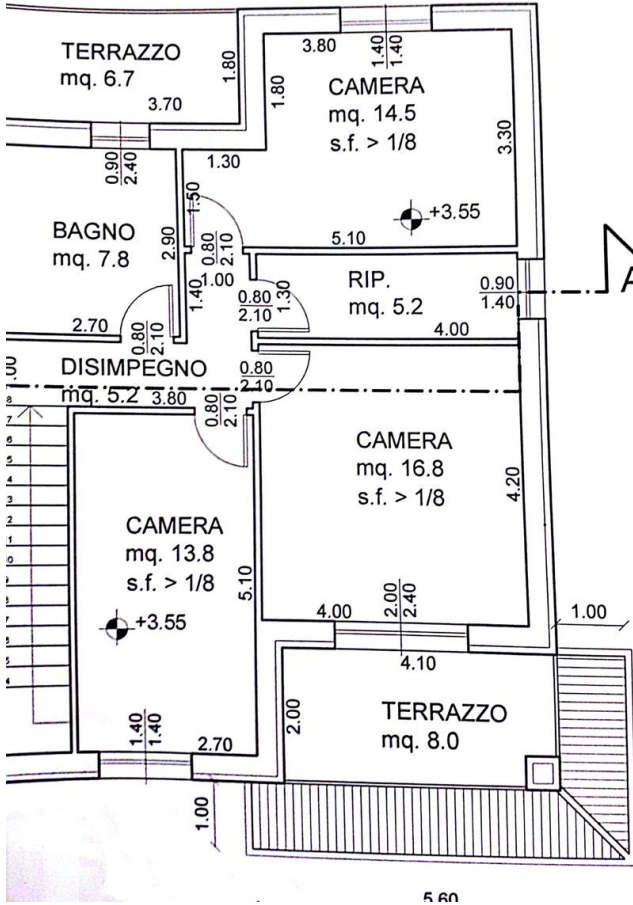 TERRAZZO
mq. 6.7
3.70
1.80
3.80
1.40
1.40
1.80
CAMERA
mq. 14.5
s.f. > 1/8
3.30
+3.55
5.10
0.90
2.40
1.30
1.50
0.80
2.10
1.00
BAGNO
mq. 7.8
2.90
2.70
0.80
2.10
1.40
0.80
2.10
1.30
RIP.
mq. 5.2
4.00
0.90
1.40
DISIMPEGNO
mq. 5.2
3.80
0.80
2.10
0.80
2.10
CAMERA
mq. 16.8
s.f. > 1/8
4.20
4.00
2.00
2.40
CAMERA
mq. 13.8
s.f. > 1/8
5.10
+3.55
1.40
1.40
2.70
1.00
4.10
2.00
TERRAZZO
mq. 8.0
1.00
5.60